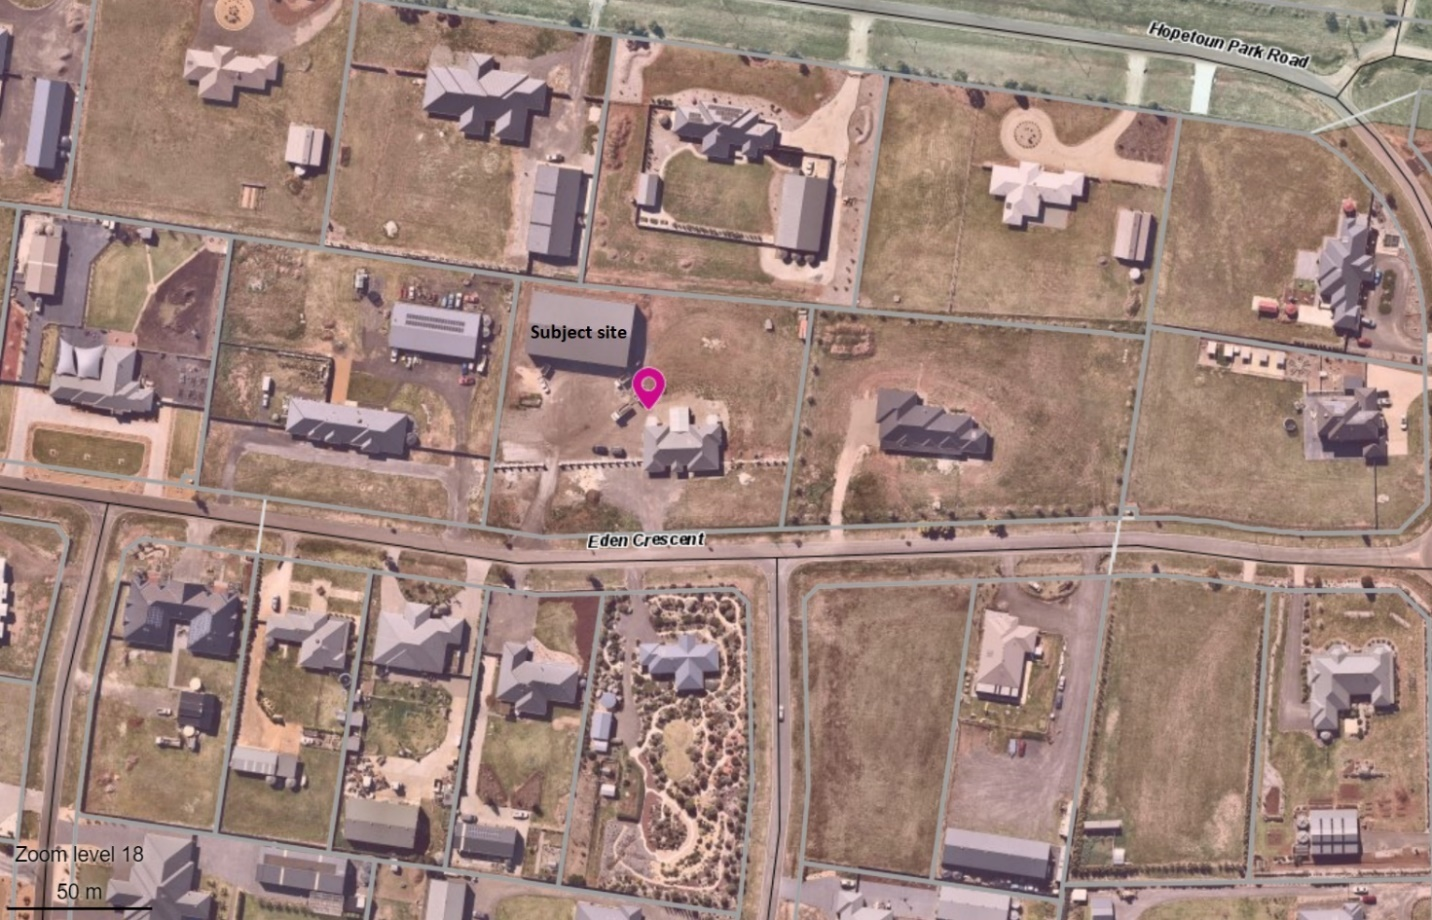 Hopetoun Park Road
Subject site
Eden Crescent
Zoom level 18
50 m